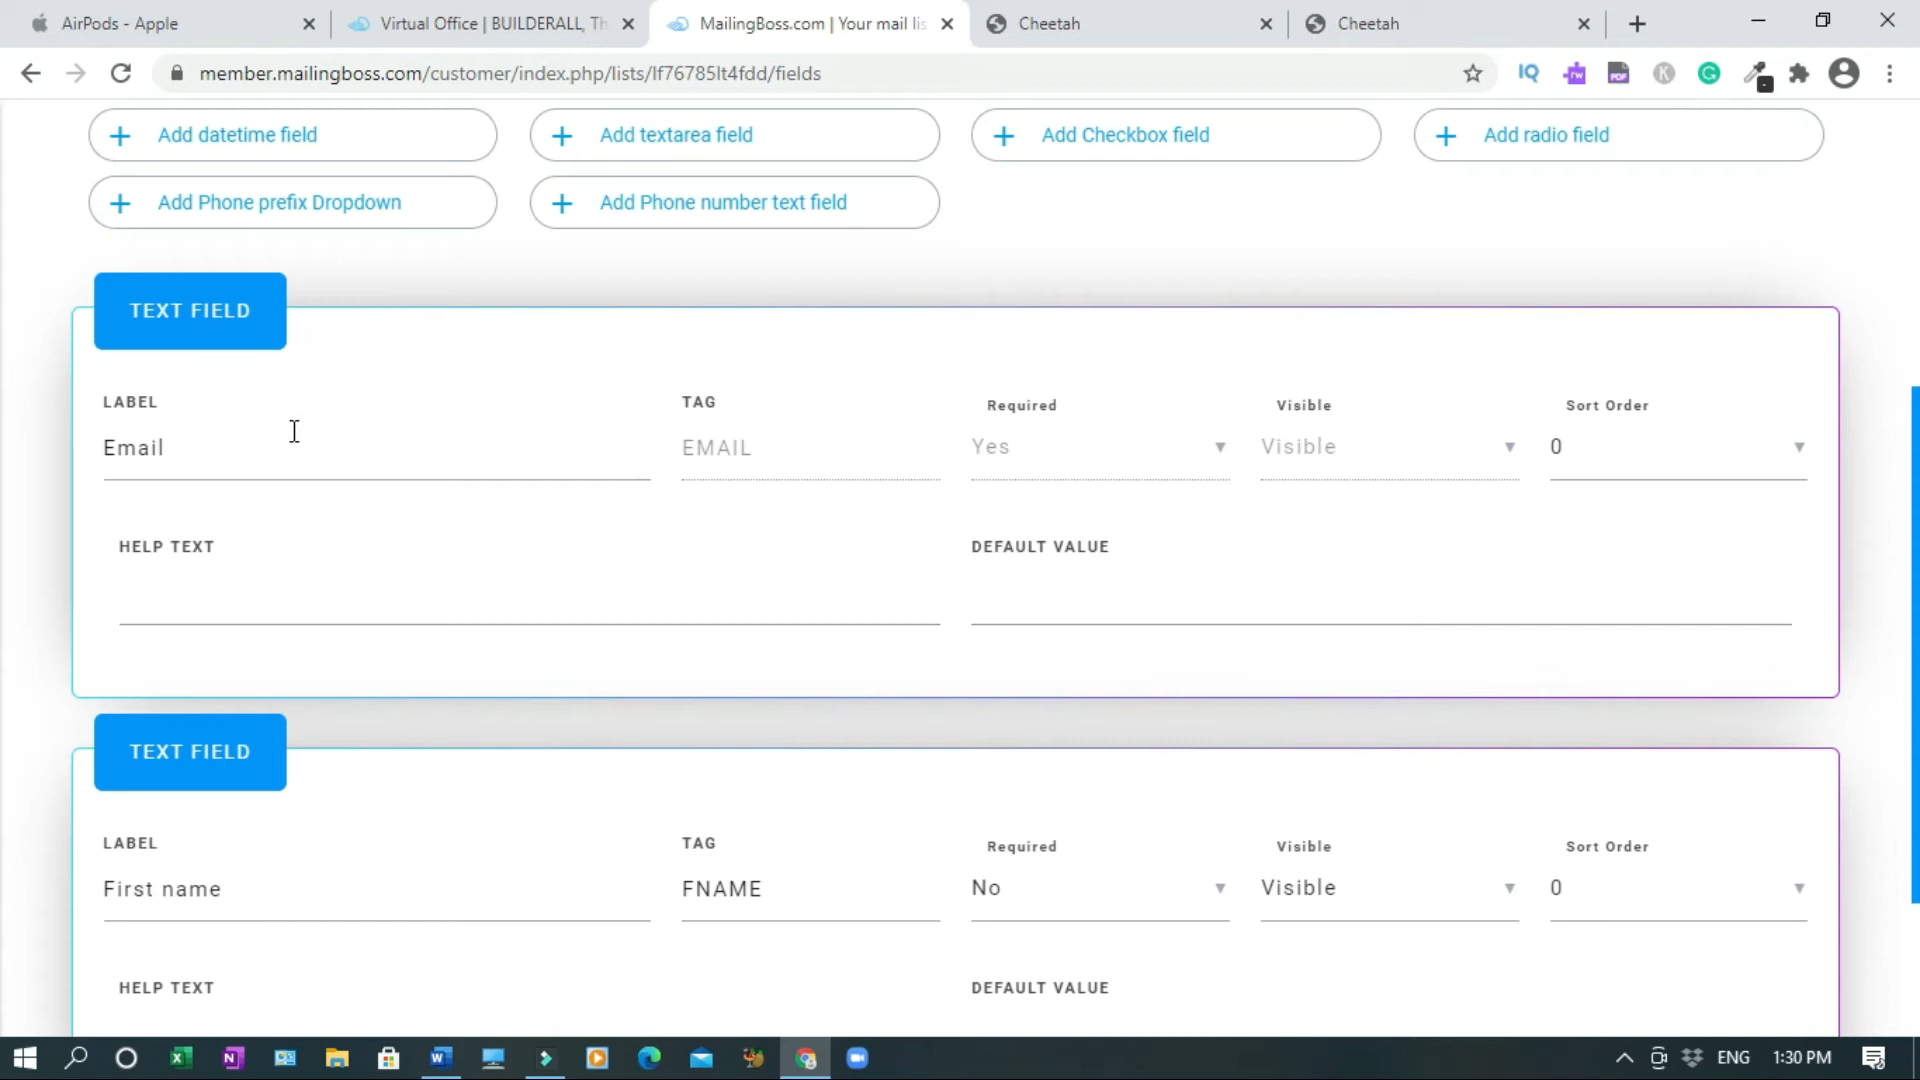 AirPods - Apple
Virtual Office | BUILDERALL, Th
MailingBoss.com | Your mail lis
Cheetah
Cheetah
member.mailingboss.com/customer/index.php/lists/lf76785lt4fdd/fields
Add datetime field
Add textarea field
Add Checkbox field
Add radio field
Add Phone prefix Dropdown
Add Phone number text field
TEXT FIELD
LABEL
TAG
Required
Visible
Sort Order
Email
EMAIL
Yes
Visible
0
HELP TEXT
DEFAULT VALUE
TEXT FIELD
LABEL
TAG
Required
Visible
Sort Order
First name
FNAME
No
Visible
0
HELP TEXT
DEFAULT VALUE
ENG
1:30 PM